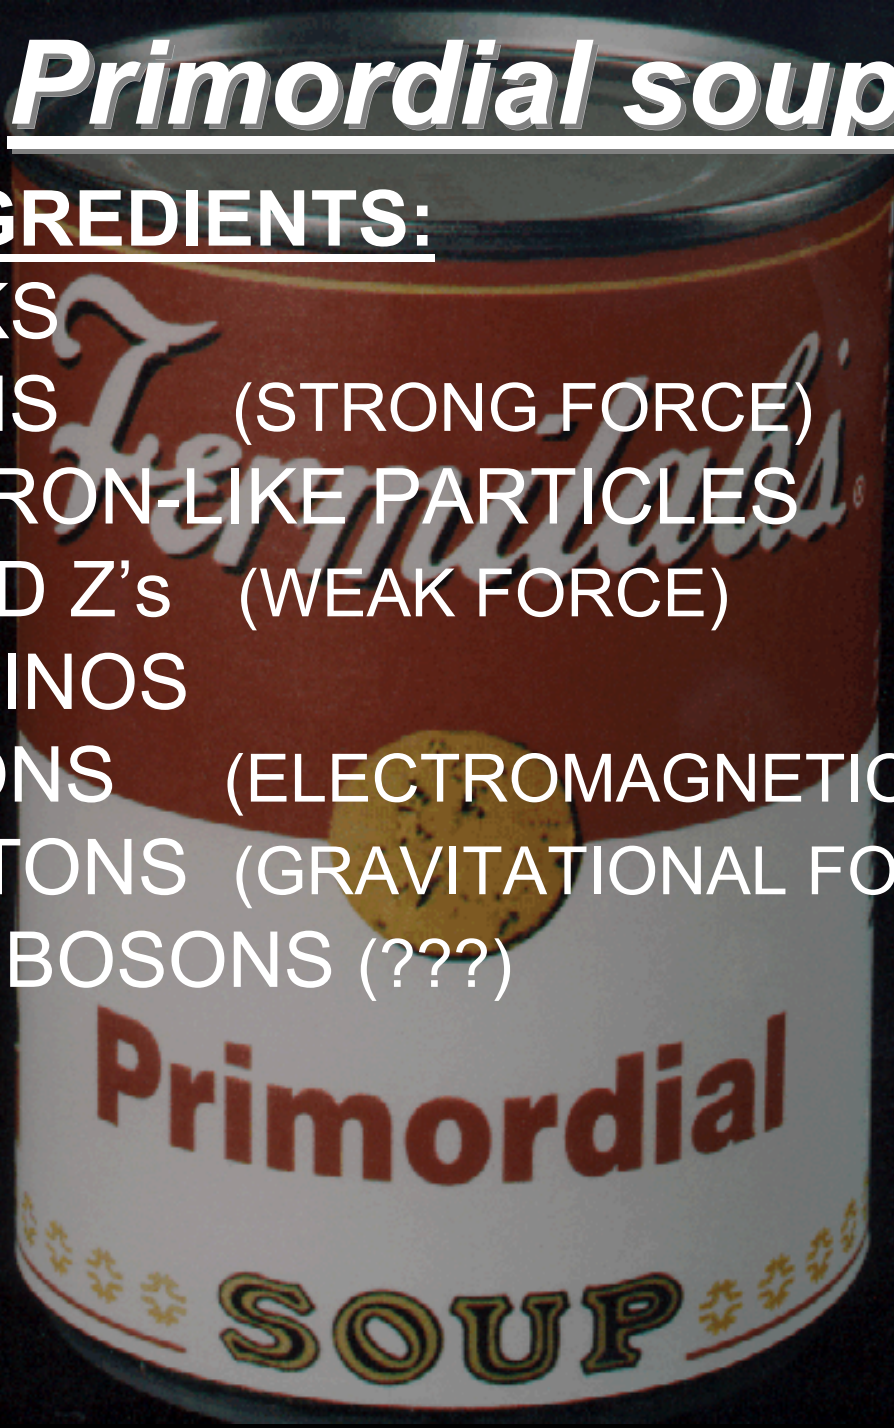 Primordial soup
GREDIENTS:
KS
NS (STRONG FORCE)
RON-LIKE PARTICLES
D Z’s (WEAK FORCE)
INOS
ONS (ELECTROMAGNETIC
TONS (GRAVITATIONAL FO
BOSONS (???)
Fermilab's
®
Primordial
SOUP